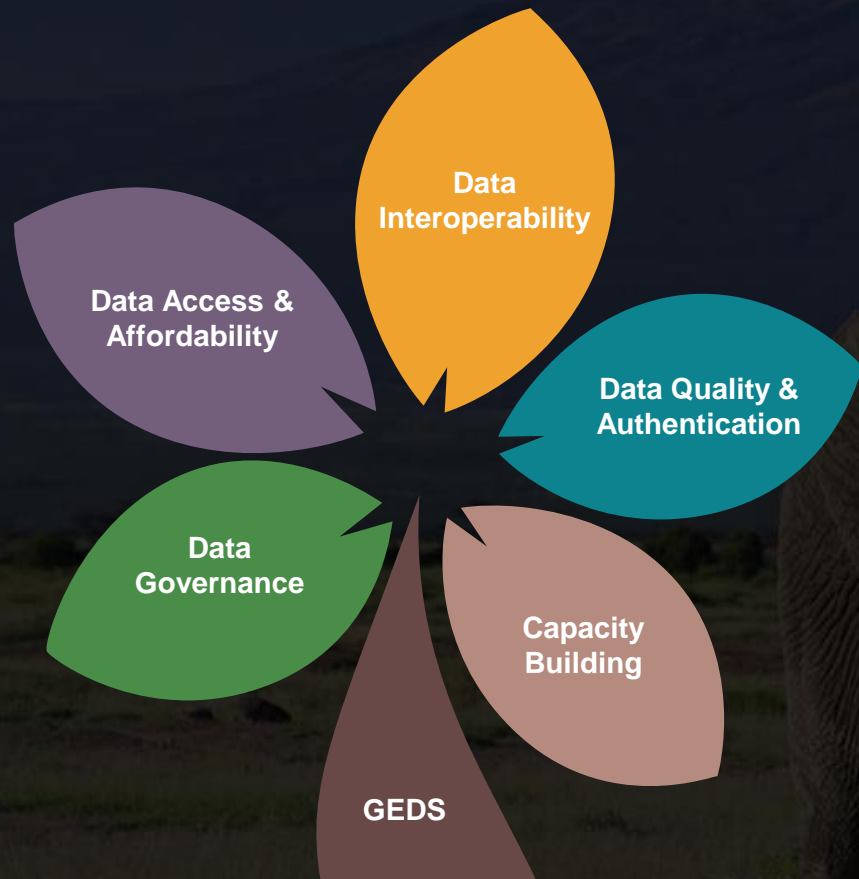 Data
Interoperability
Data Access &
Affordability
Data Quality &
Authentication
Data
Governance
Capacity
Building
GEDS